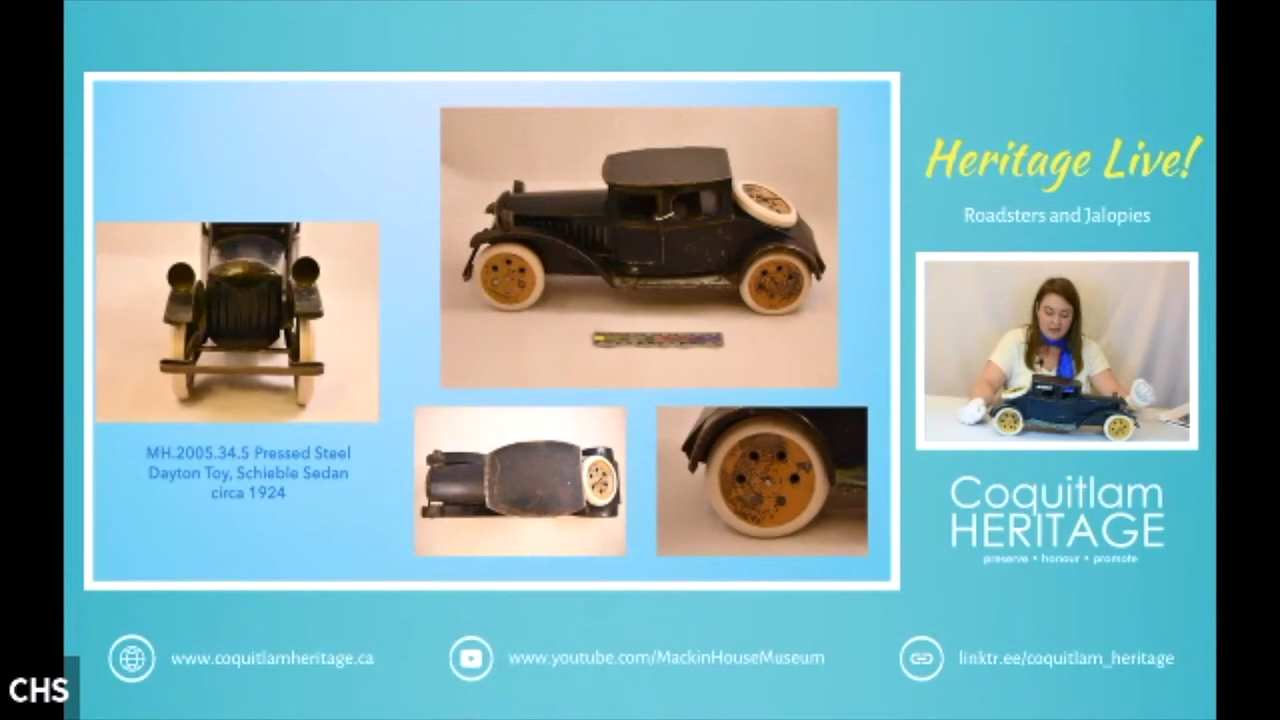 Heritage Live!
Roadsters and Jalopies
MH.2005.34.5 Pressed Steel
Dayton Toy, Schieble Sedan
circa 1924
Coquitlam
HERITAGE
preserve • honour • promote
www.coquitlamheritage.ca
www.youtube.com/MackinHouseMuseum
linktr.ee/coquitlam_heritage
CHS